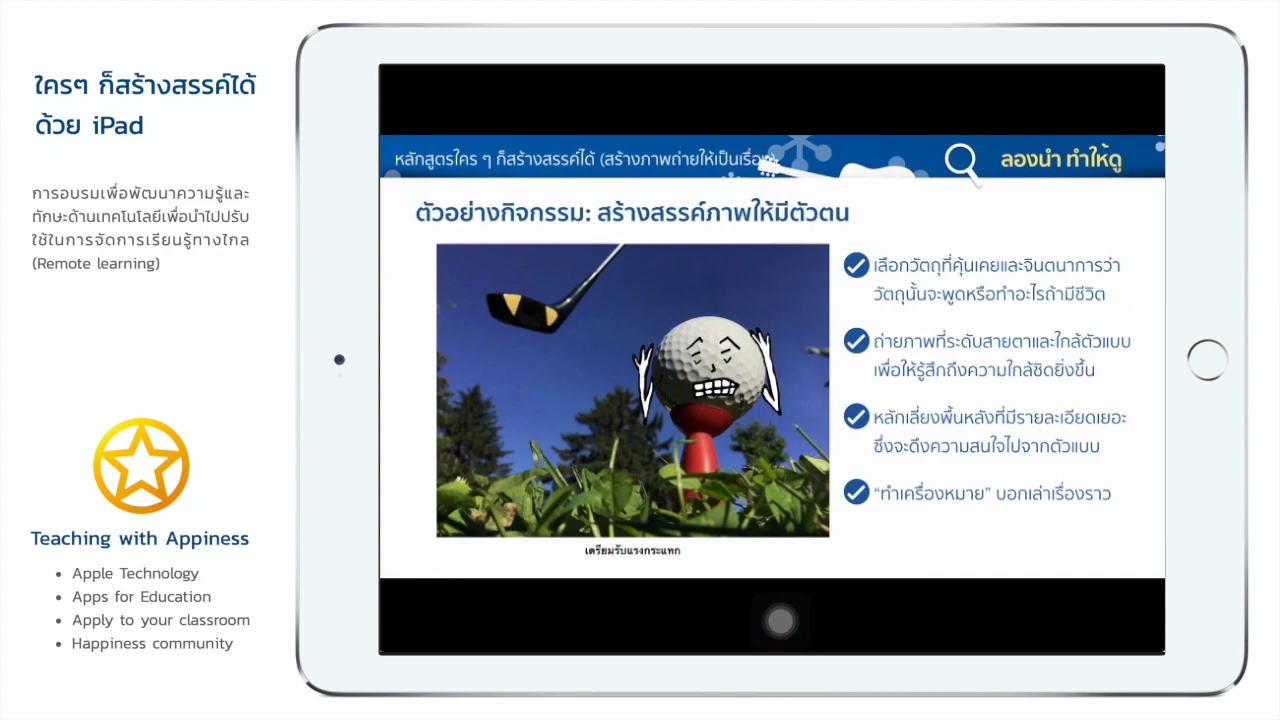 ใครๆ ก็สร้างสรรค์ได้
ด้วย iPad
การอบรมเพื่อพัฒนาความรู้และ
ทักษะด้านเทคโนโลยีเพื่อนำไปปรับ
ใช้ในการจัดการเรียนรู้ทางไกล
(Remote learning)
Teaching with Appiness
• Apple Technology
• Apps for Education
• Apply to your classroom
• Happiness community
หลักสูตรใคร ๆ ก็สร้างสรรค์ได้ (สร้างภาพถ่ายให้เป็นเรื่อง)
ลองนำ ทำให้ดู
ตัวอย่างกิจกรรม: สร้างสรรค์ภาพให้มีตัวตน
เลือกวัตถุที่คุ้นเคยและจินตนาการว่า
วัตถุนั้นจะพูดหรือทำอะไรถ้ามีชีวิต
ถ่ายภาพที่ระดับสายตาและใกล้ตัวแบบ
เพื่อให้รู้สึกถึงความใกล้ชิดยิ่งขึ้น
หลักเลี่ยงพื้นหลังที่มีรายละเอียดเยอะ
ซึ่งจะดึงความสนใจไปจากตัวแบบ
“ทำเครื่องหมาย” บอกเล่าเรื่องราว
เตรียมรับแรงกระแทก